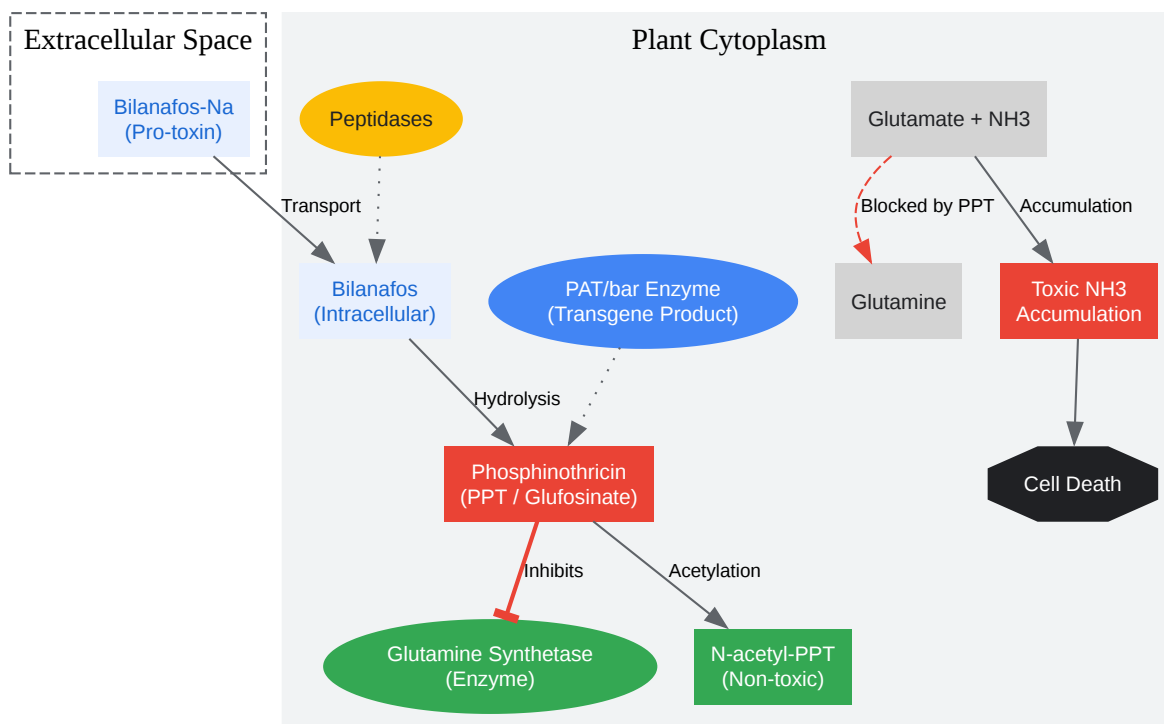 Extracellular Space
Plant Cytoplasm
Bilanafos-Na
(Pro-toxin)
Peptidases
Glutamate + NH3
Transport
Blocked by PPT
Accumulation
Bilanafos
(Intracellular)
PAT/bar Enzyme
(Transgene Product)
Glutamine
Toxic NH3
Accumulation
Hydrolysis
Phosphinothricin
(PPT / Glufosinate)
Cell Death
Inhibits
Acetylation
Glutamine Synthetase
(Enzyme)
N-acetyl-PPT
(Non-toxic)